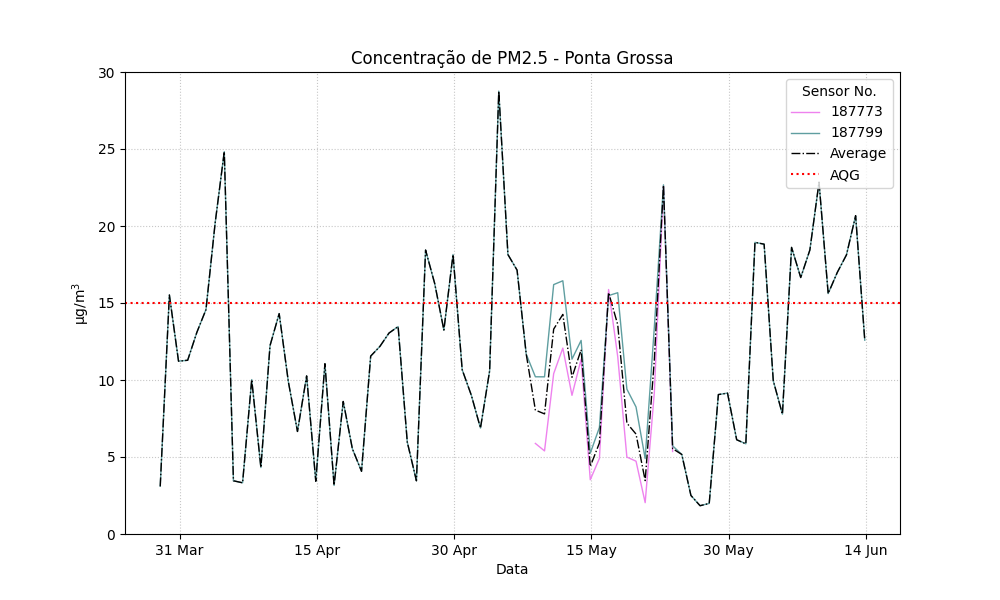 Concentração de PM2.5 - Ponta Grossa
30
25
20
15
10
5
0
µg/m³
Sensor No.
187773
187799
Average
AQG
31 Mar
15 Apr
30 Apr
15 May
30 May
14 Jun
Data